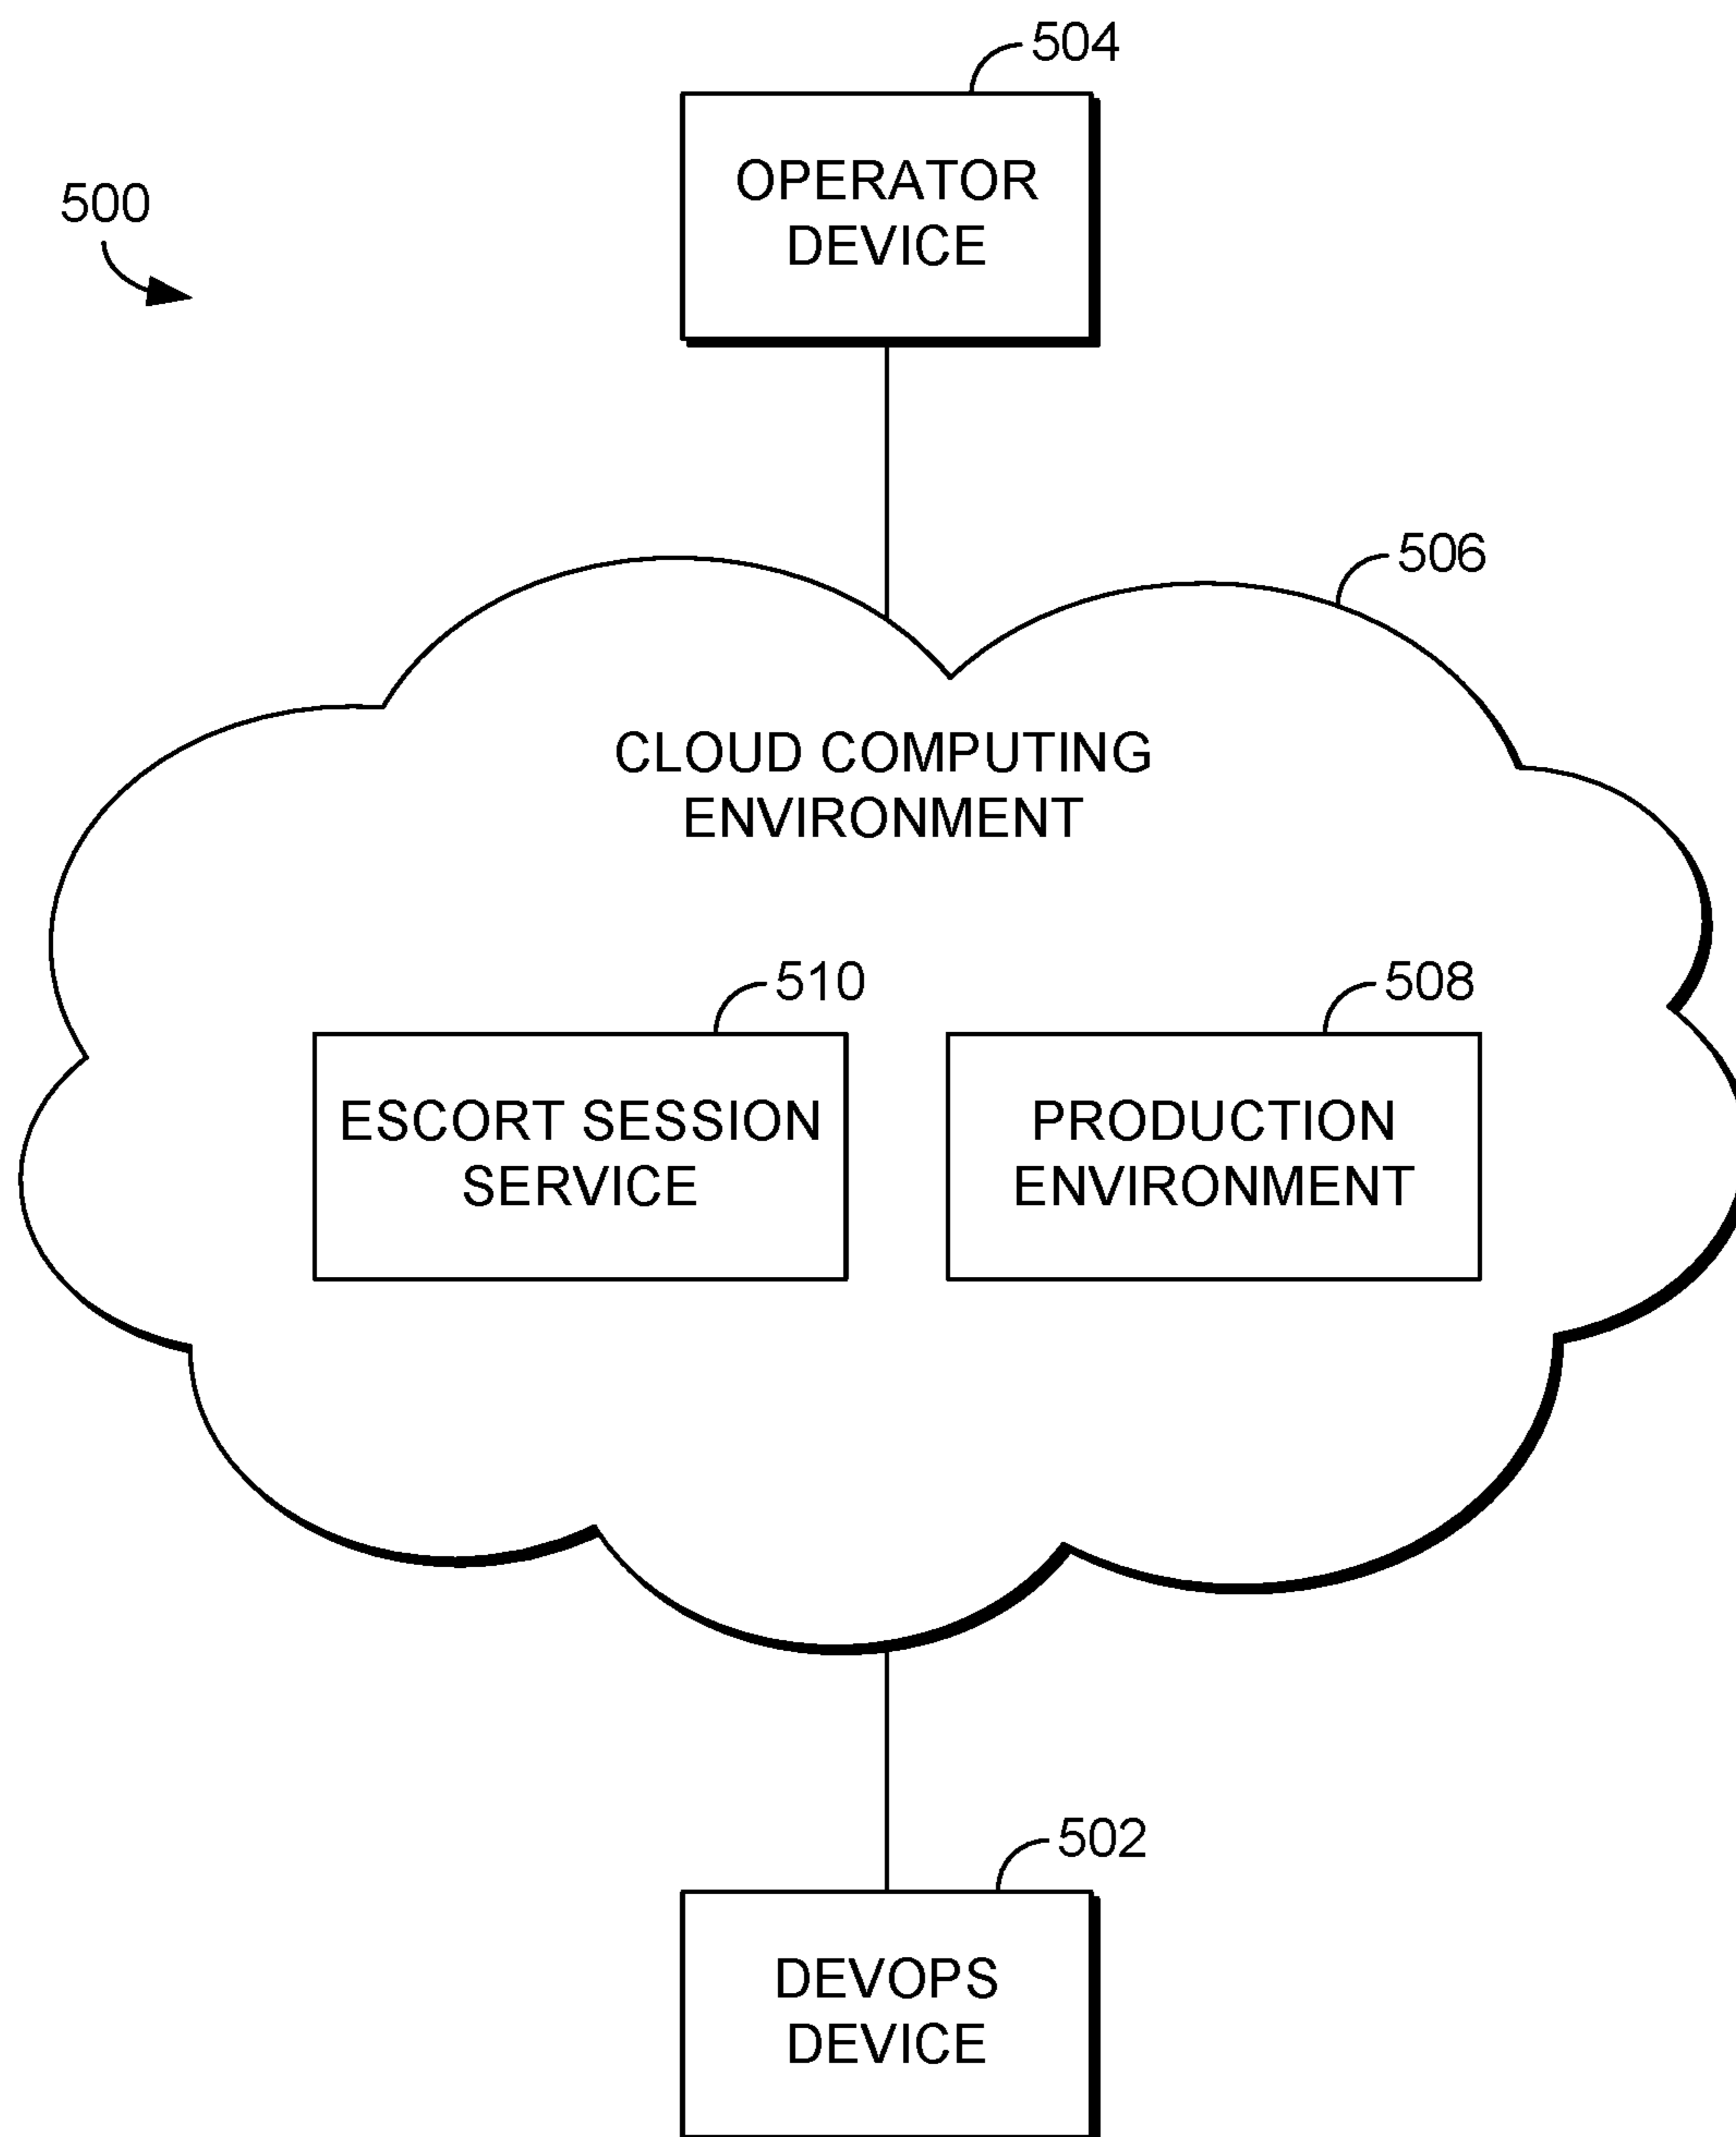 504
OPERATOR
DEVICE
500
506
CLOUD COMPUTING
ENVIRONMENT
510
508
ESCORT SESSION
SERVICE
PRODUCTION
ENVIRONMENT
502
DEVOPS
DEVICE